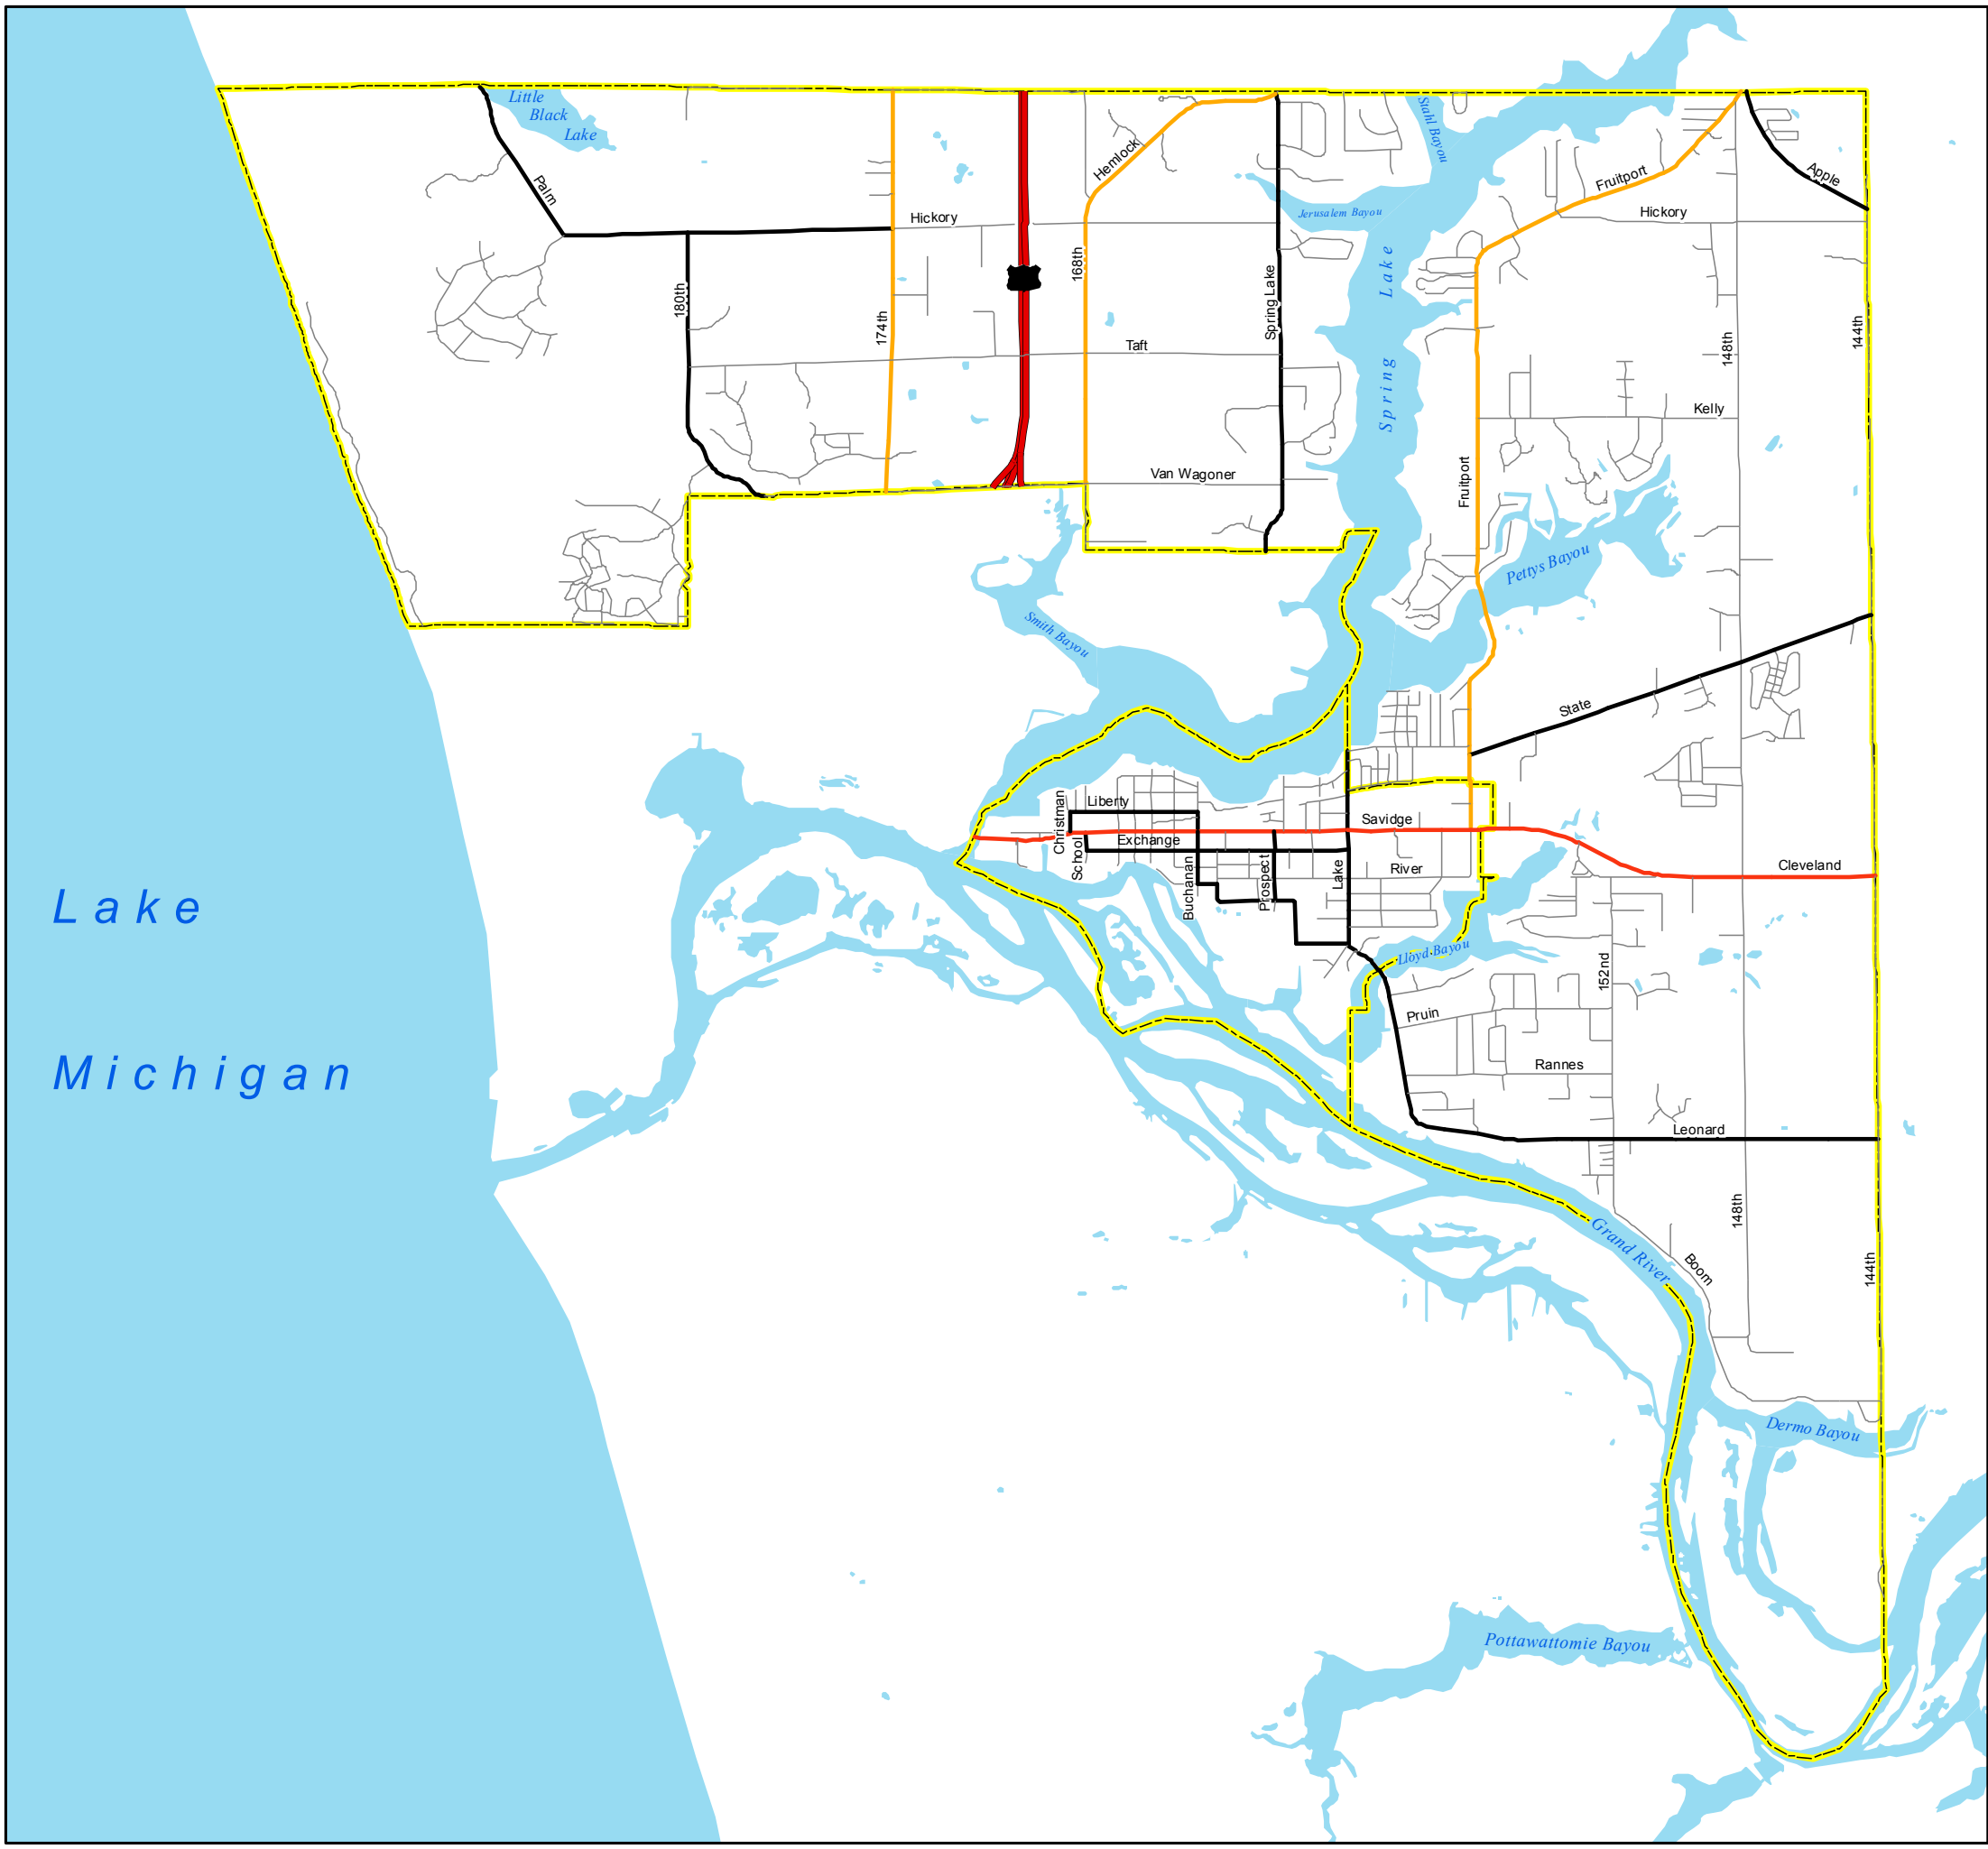 Little
Black
Lake
Stahl Bayou
Hemlock
Palm
Fruitport
Apple
Jerusalem Bayou
Hickory
Hickory
168th
180th
Spring Lake
Spring Lake
174th
148th
144th
Taft
Kelly
Van Wagoner
Fruitport
Pettys Bayou
Smith Bayou
State
Christman
Liberty
Savidge
School
Exchange
Buchanan
Prospect
Lake
River
Cleveland
Lake
Michigan
Lloyd Bayou
152nd
Pruin
Rannes
Leonard
148th
Grand River
Boom
144th
Dermo Bayou
Pottawattomie Bayou